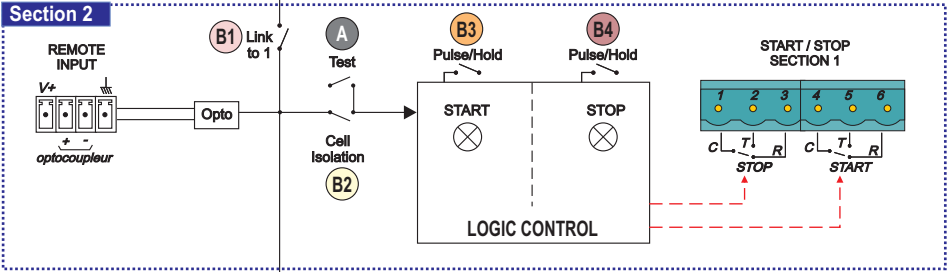 Section 2
REMOTE
INPUT
V+
+ -
optocoupleur
Opto
B1 Link
to 1
A
Test
Cell
Isolation
B2
B3
Pulse/Hold
START
B4
Pulse/Hold
STOP
LOGIC CONTROL
START / STOP
SECTION 1
1 2 3 4 5 6
C T R C T R
STOP START